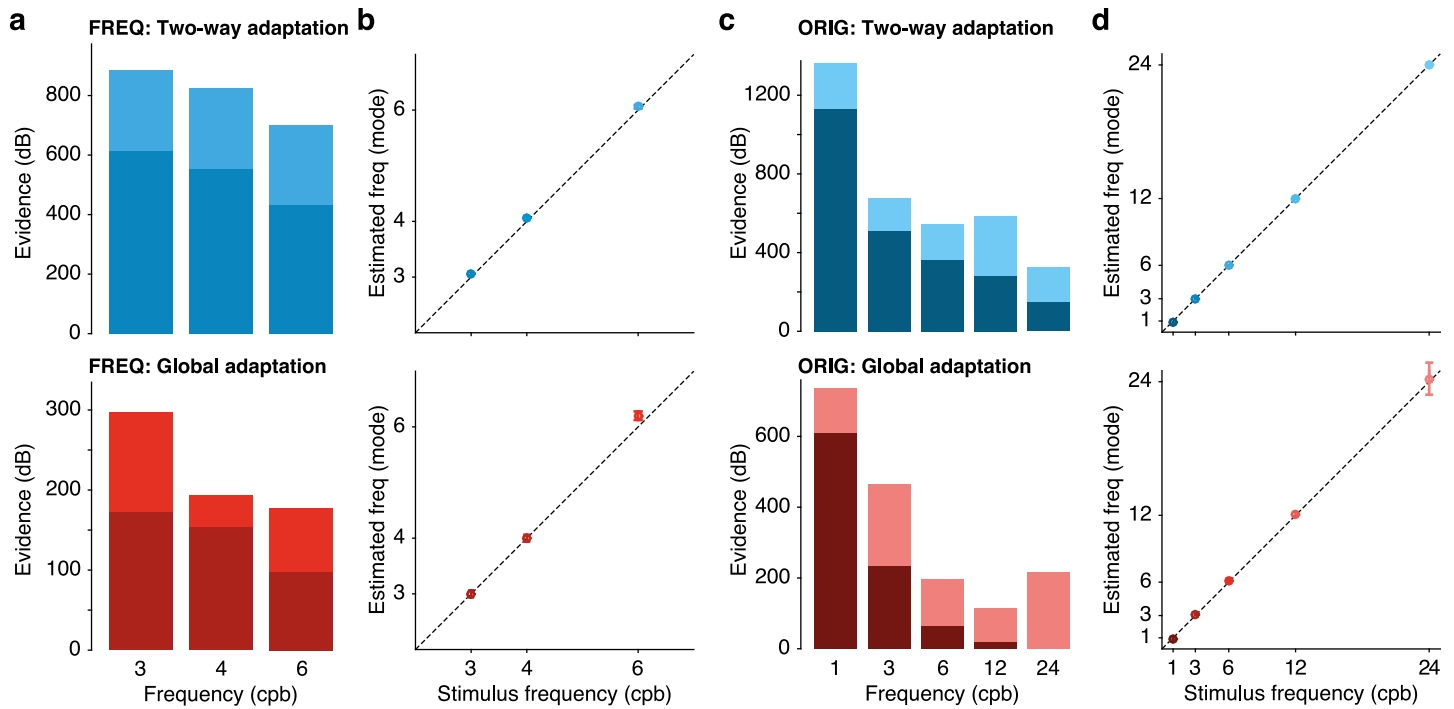 a
FREQ: Two-way adaptation
Evidence (dB)
800
600
400
200
0
b
Estimated freq (mode)
6
4
3
c
ORIG: Two-way adaptation
Evidence (dB)
1200
800
400
0
d
Estimated freq (mode)
24
12
6
3
1
FREQ: Global adaptation
Evidence (dB)
300
200
100
0
3 4 6
Frequency (cpb)
Estimated freq (mode)
6
4
3
3 4 6
Stimulus frequency (cpb)
ORIG: Global adaptation
Evidence (dB)
600
400
200
0
1 3 6 12 24
Frequency (cpb)
Estimated freq (mode)
24
12
6
3
1
1 3 6 12 24
Stimulus frequency (cpb)